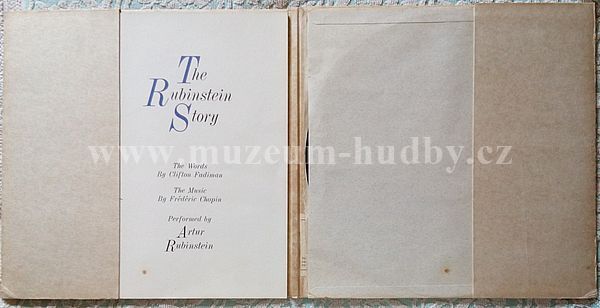 The
Rubinstein
Story
www.muzeum-hudby.cz
The Words
By Clifton Fadiman
The Music
By Frédéric Chopin
Performed by
Artur
Rubinstein